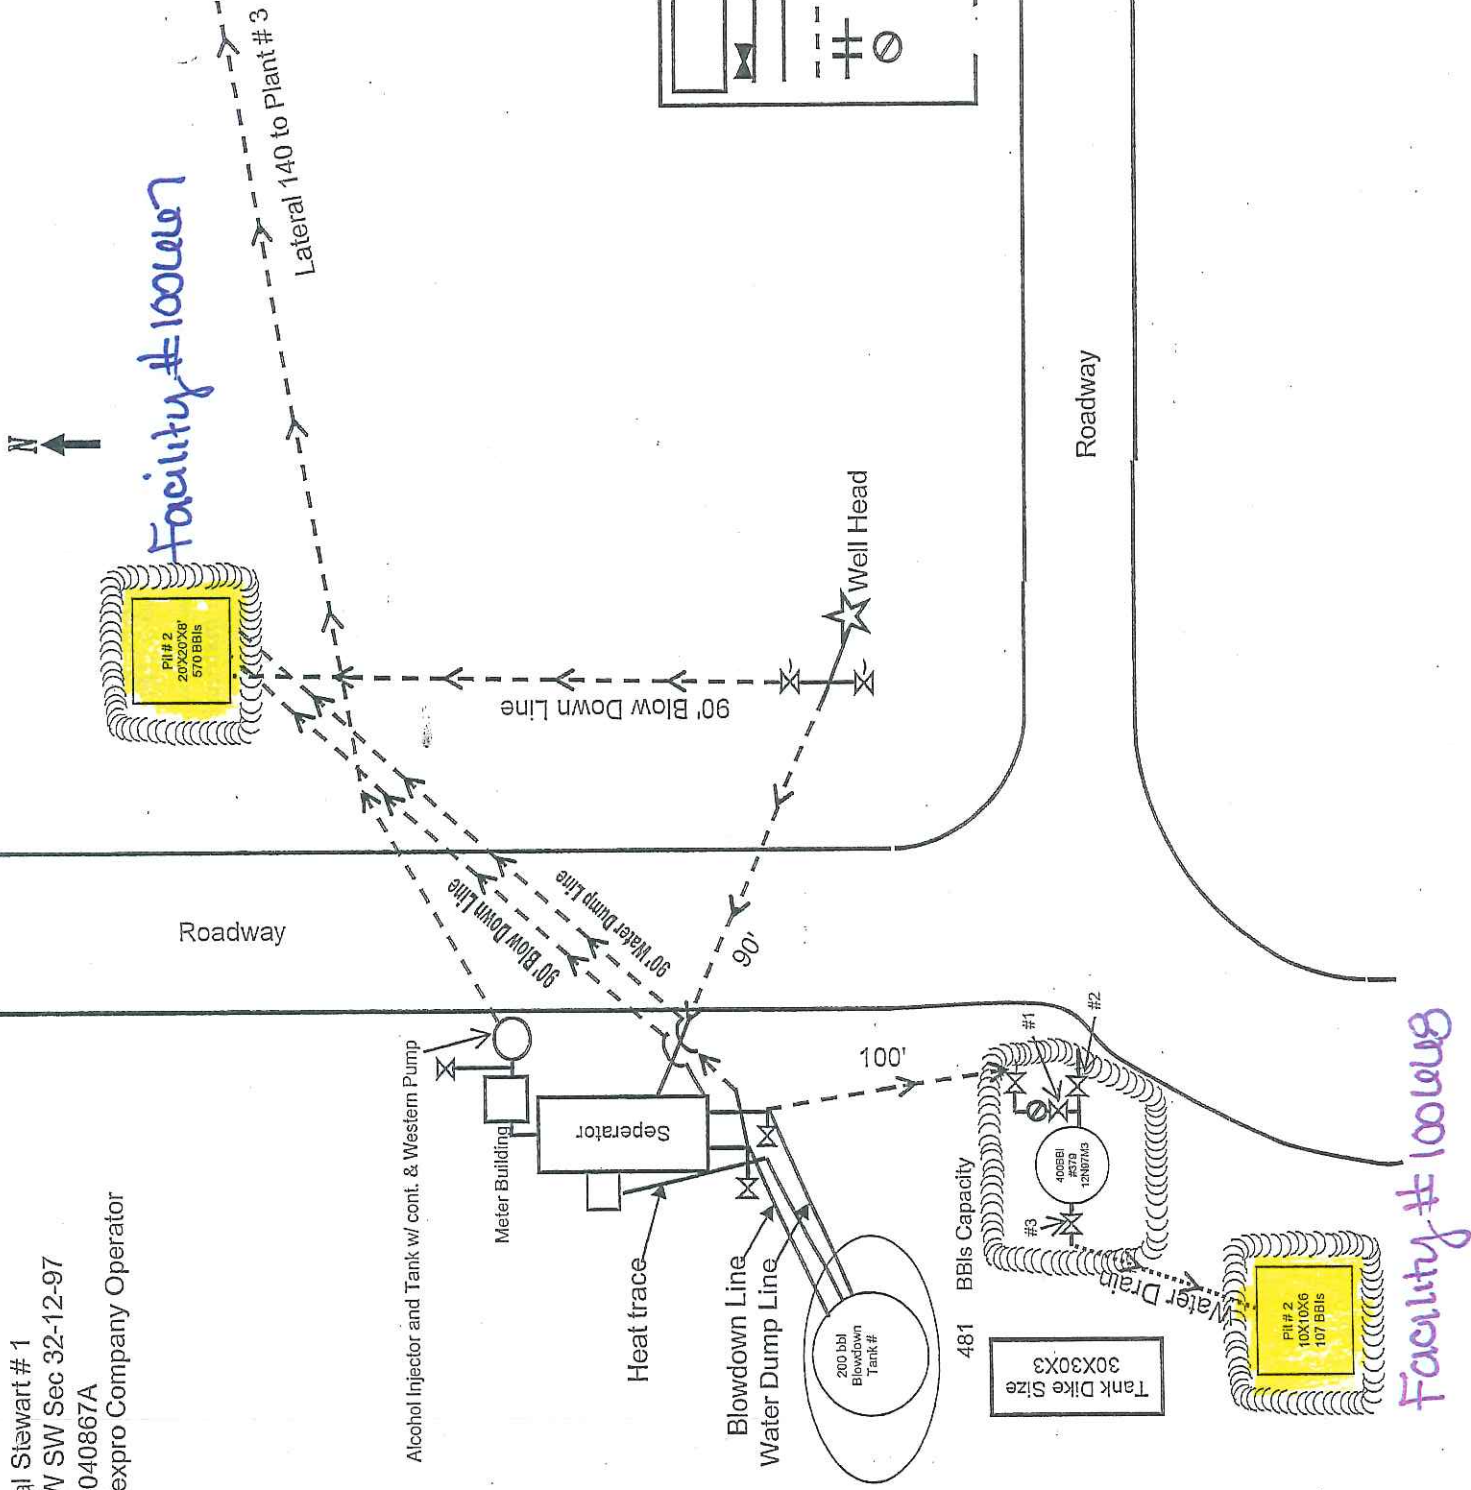 al Stewart # 1
W SW Sec 32-12-97
040867A
expro Company Operator
N
Facility #
Lateral 140 to Plant # 3
Pit # 2
20'X20'X8'
570 BBls
Roadway
90' Blow Down Line
Well Head
90' Blow Down Line
90' Water Dump Line
90'
Alcohol Injector and Tank w/ cont. & Western Pump
Meter Building
Seperator
Heat trace
Blowdown Line
Water Dump Line
200 bbl
Blowdown
Tank #
100'
Roadway
481 BBls Capacity
Tank Dike Size
30X30X3
#1
#2
#3
400BBl
#379
12N97M3
Water Drain
Pit # 2
10X10X6
107 BBls
Facility #